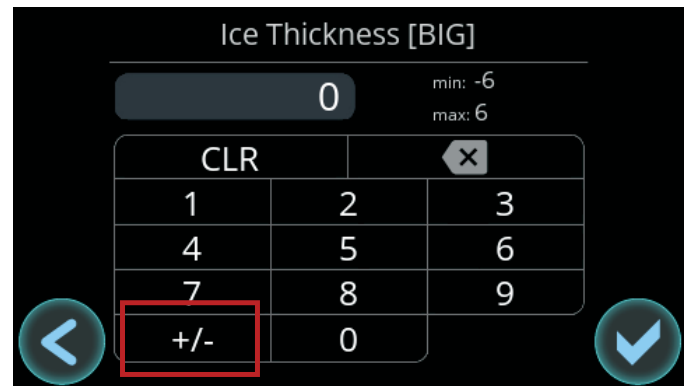 Ice Thickness [BIG]
0 min: -6
max: 6
CLR
1 2 3
4 5 6
7 8 9
+/- 0